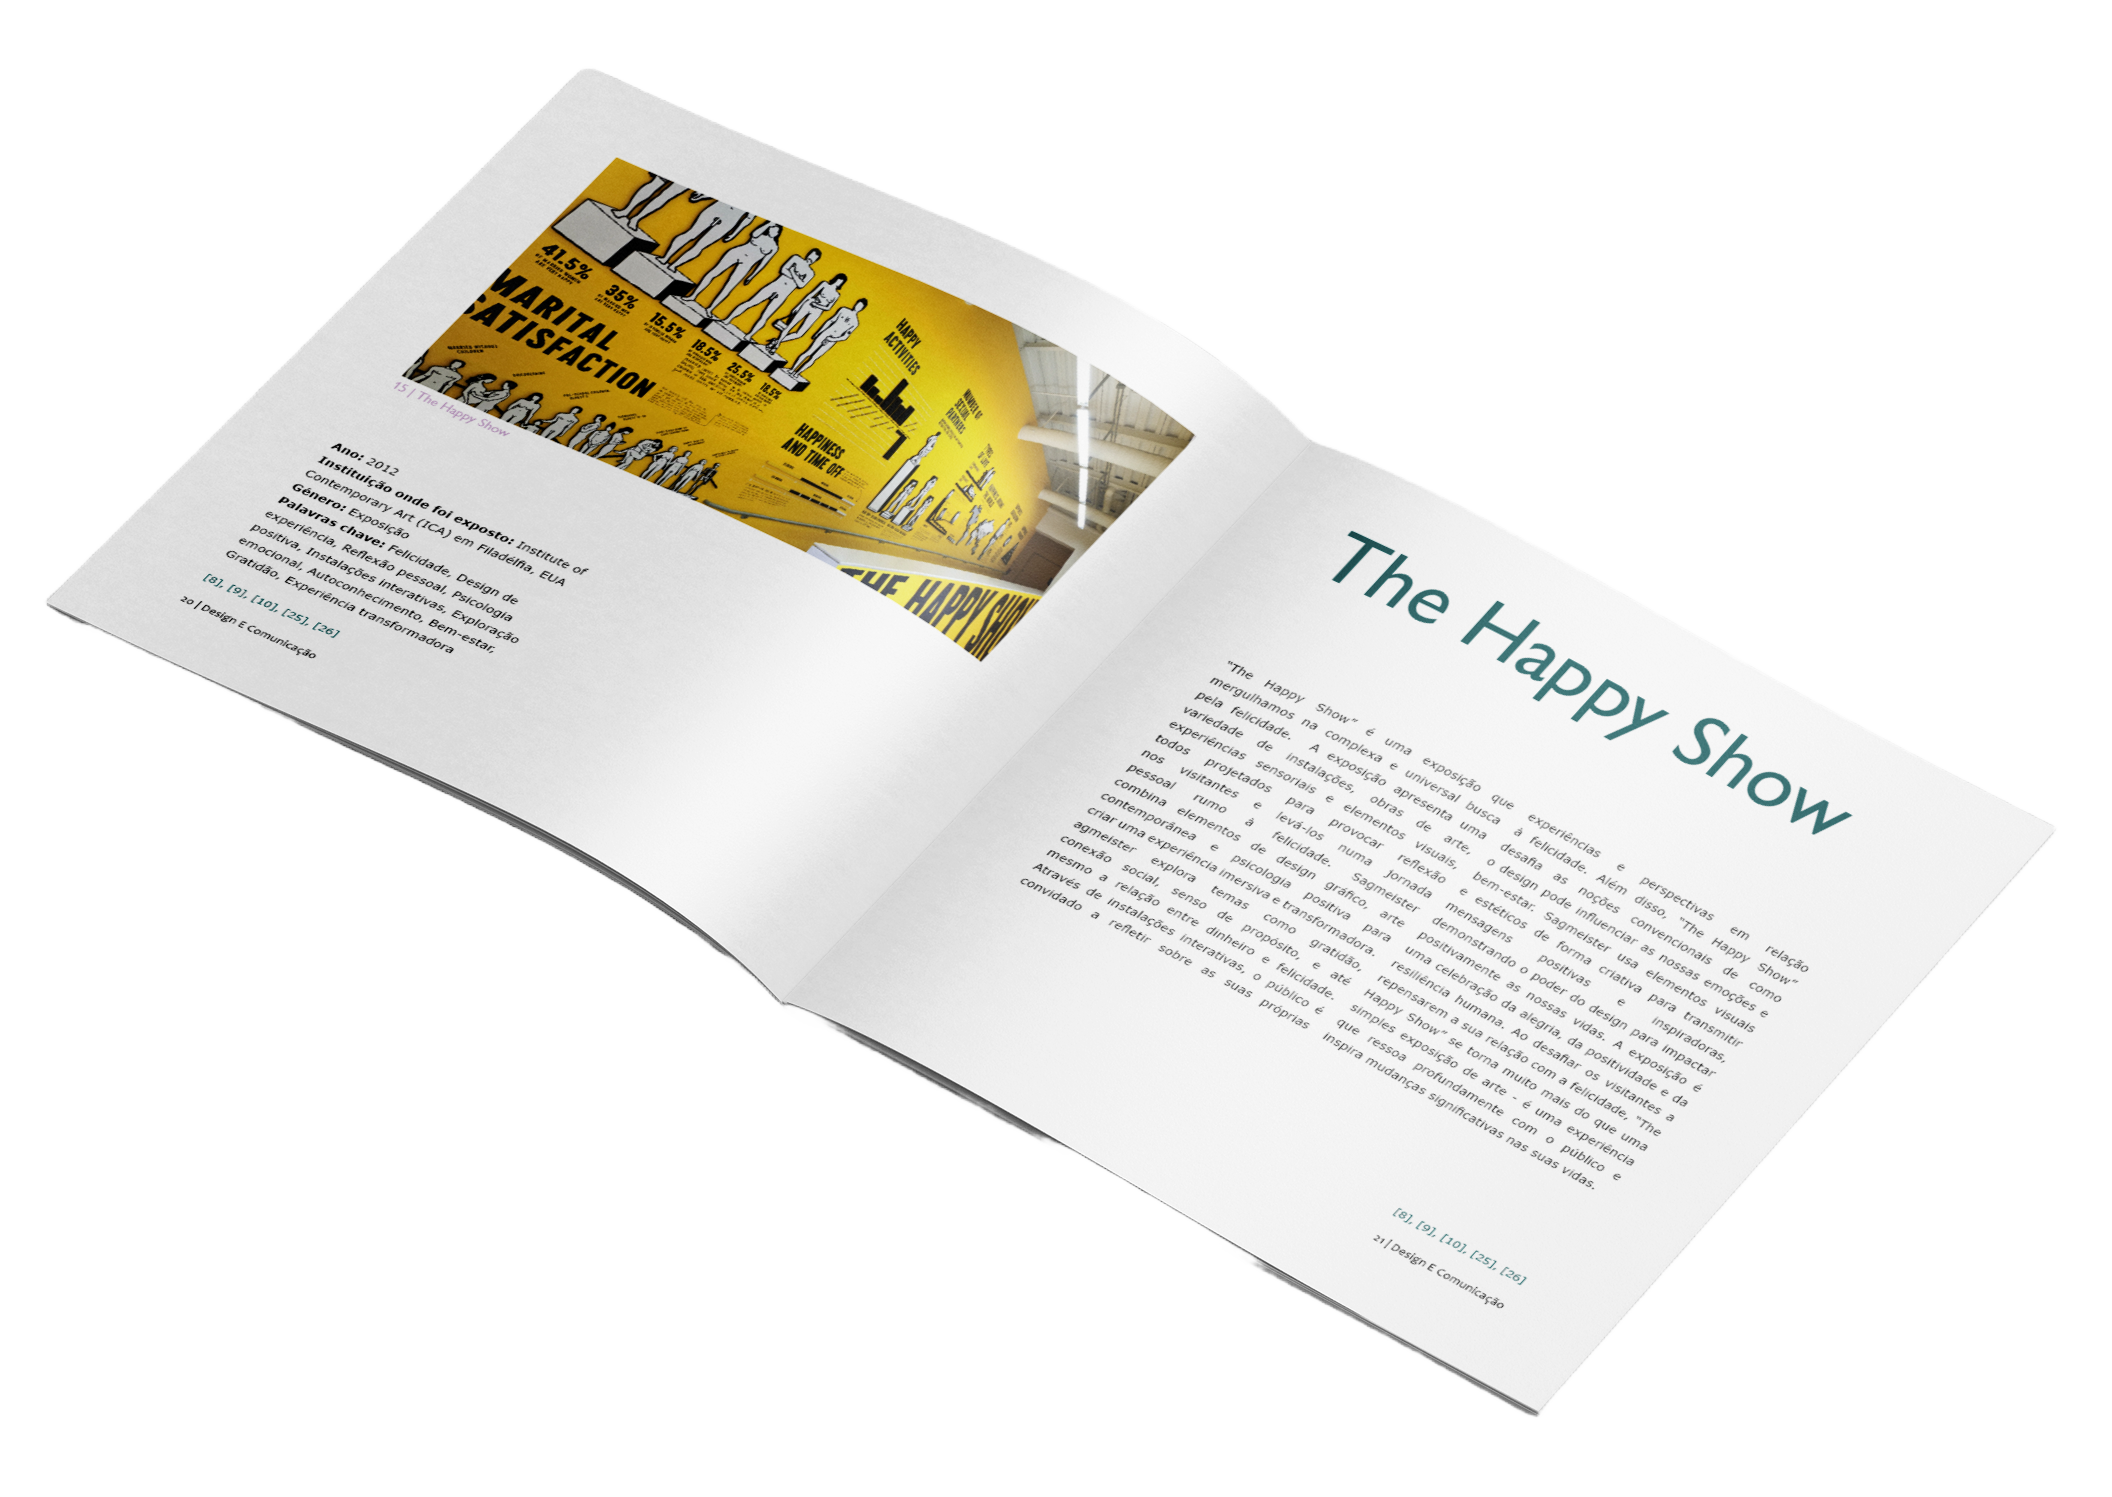 41.5%
OF MARRIED WOMEN
ARE VERY HAPPY
35%
15.5%
18.5%
25.5%
18.5%
MARITAL
SATISFACTION
HAPPY
ACTIVITIES
NUMBER OF
SEXUAL
PARTNERS
HAPPINESS
AND TIME OFF
THE HAPPY SHOW
15 | The Happy Show
Ano: 2012
Instituição onde foi exposto: Institute of
Contemporary Art (ICA) em Filadélfia, EUA
Género: Exposição
Palavras chave: Felicidade, Design de
experiência, Reflexão pessoal, Psicologia
positiva, Instalações interativas, Exploração
emocional, Autoconhecimento, Bem-estar,
Gratidão, Experiência transformadora
[8], [9], [10], [25], [26]
20 | Design E Comunicação
The Happy Show
"The Happy Show" é uma exposição que
mergulhamos na complexa e universal busca
pela felicidade. A exposição apresenta uma
variedade de instalações, obras de arte,
experiências sensoriais e elementos visuais,
todos projetados para provocar reflexão
nos visitantes e levá-los numa jornada
pessoal rumo à felicidade. Sagmeister
combina elementos de design gráfico, arte
contemporânea e psicologia positiva para
criar uma experiência imersiva e transformadora.
agmeister explora temas como gratidão,
conexão social, senso de propósito, e até
mesmo a relação entre dinheiro e felicidade.
Através de instalações interativas, o público é
convidado a refletir sobre as suas próprias
experiências e perspectivas em relação
à felicidade. Além disso, "The Happy Show"
desafia as noções convencionais de como
o design pode influenciar as nossas emoções e
bem-estar. Sagmeister usa elementos visuais
e estéticos de forma criativa para transmitir
mensagens positivas e inspiradoras,
demonstrando o poder do design para impactar
positivamente as nossas vidas. A exposição é
uma celebração da alegria, da positividade e da
resiliência humana. Ao desafiar os visitantes a
repensarem a sua relação com a felicidade, "The
Happy Show" se torna muito mais do que uma
simples exposição de arte - é uma experiência
que ressoa profundamente com o público e
inspira mudanças significativas nas suas vidas.
[8], [9], [10], [25], [26]
21 | Design E Comunicação